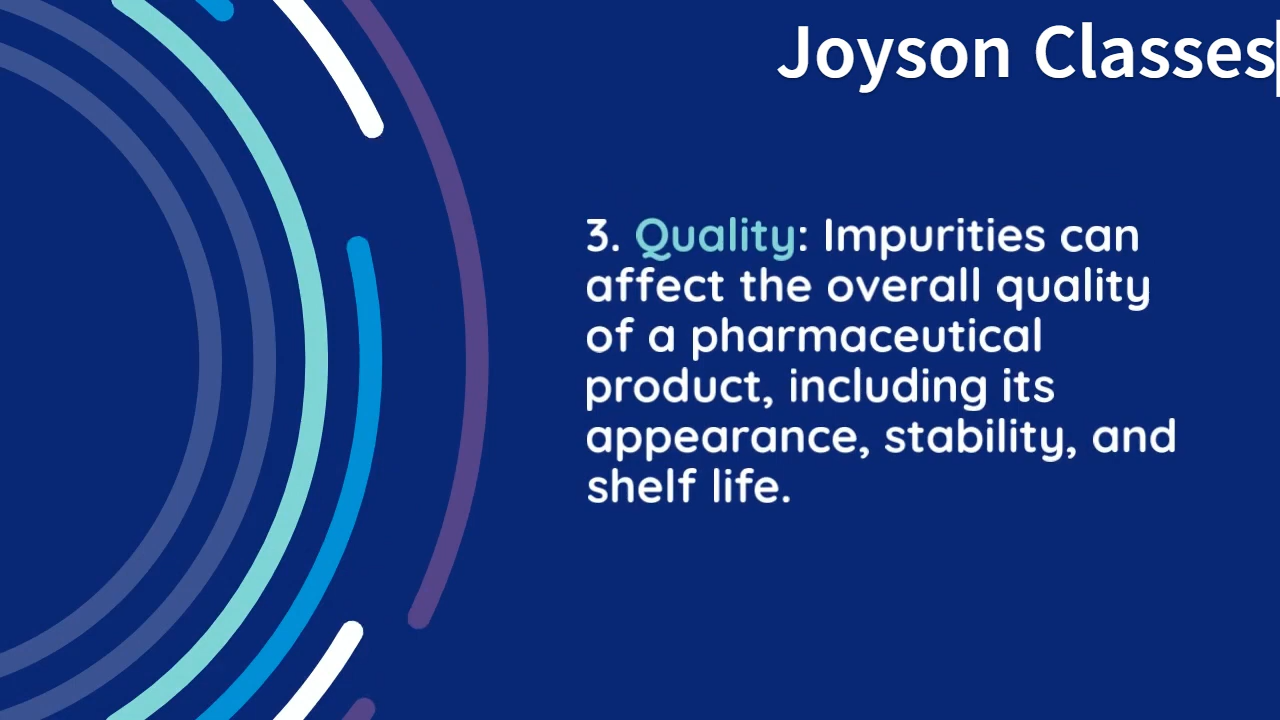 Joyson Classes
3. Quality: Impurities can
affect the overall quality
of a pharmaceutical
product, including its
appearance, stability, and
shelf life.